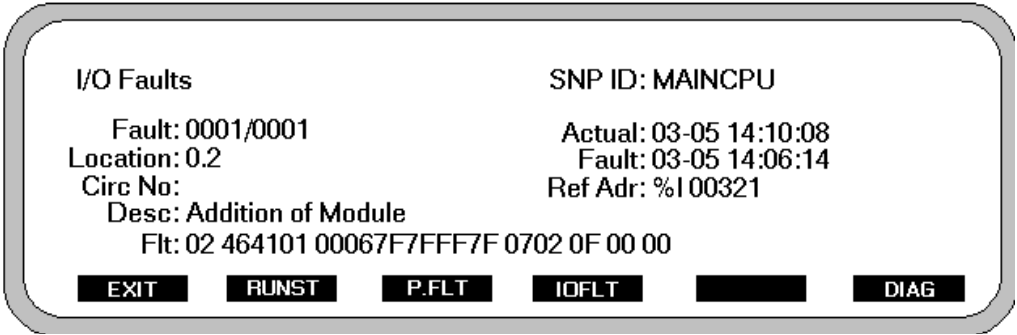 I/O Faults SNP ID: MAINCPU
Fault: 0001/0001 Actual: 03-05 14:10:08
Location: 0.2 Fault: 03-05 14:06:14
Circ No: Ref Adr: %I 00321
Desc: Addition of Module
Flt: 02 464101 00067F7FFF7F 0702 0F 00 00
EXIT RUNST P.FLT IOFLT DIAG